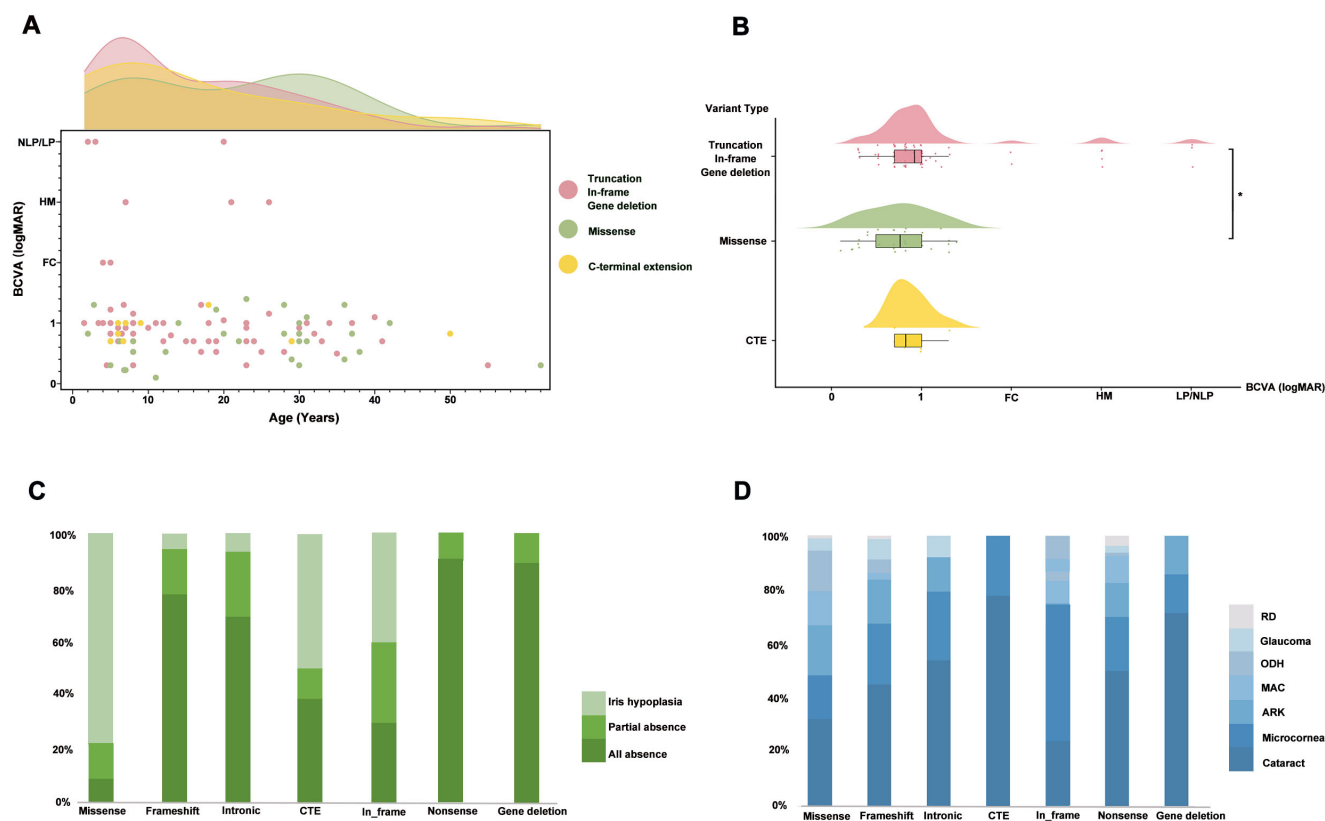 A
NLP/LP
HM
FC
1
0
BCVA (logMAR)
0
10
20
30
40
50
Age (Years)
Truncation
In-frame
Gene deletion
Missense
C-terminal extension
B
Variant Type
Truncation
In-frame
Gene deletion
Missense
CTE
*
0
1
FC
HM
LP/NLP
BCVA (logMAR)
C
100%
80%
60%
40%
20%
0%
Missense
Frameshift
Intronic
CTE
In_frame
Nonsense
Gene deletion
Iris hypoplasia
Partial absence
All absence
D
100%
80%
60%
40%
20%
0%
Missense
Frameshift
Intronic
CTE
In_frame
Nonsense
Gene deletion
RD
Glaucoma
ODH
MAC
ARK
Microcornea
Cataract